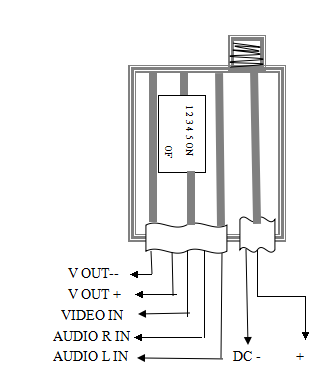 1 2 3 4 5 ON
OF
V OUT--
V OUT +
VIDEO IN
AUDIO R IN
AUDIO L IN
DC - +